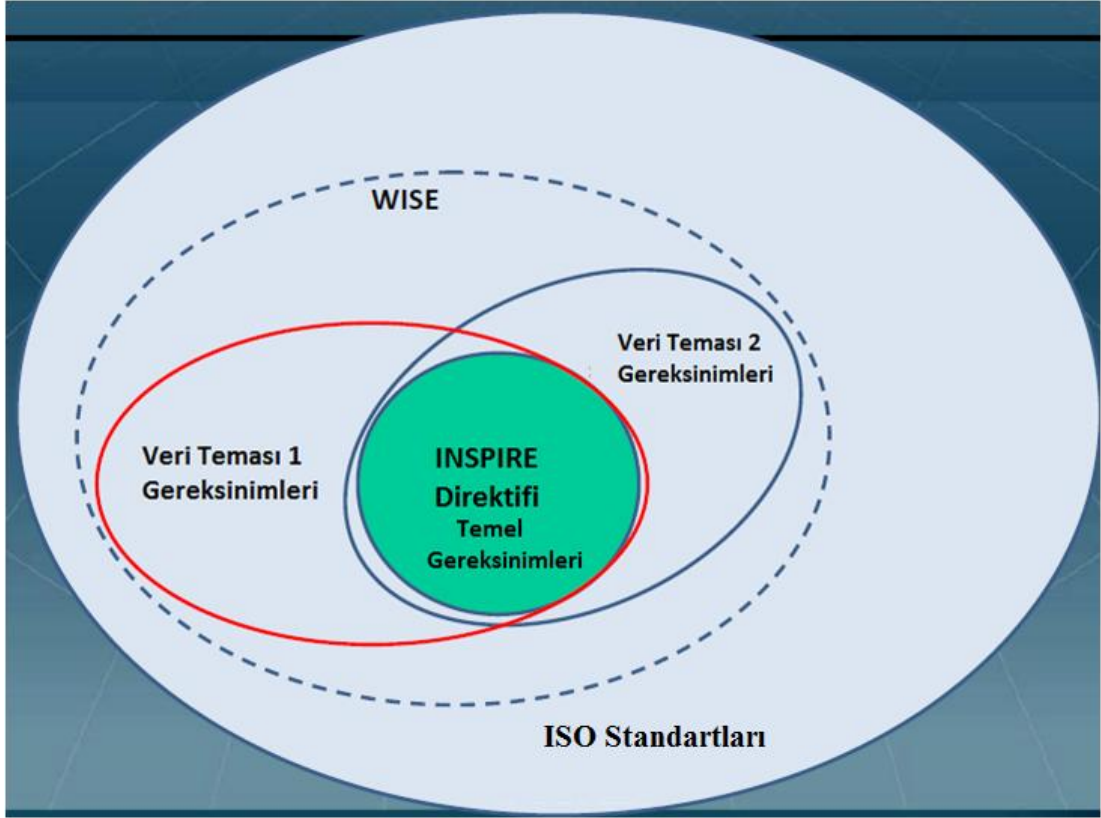 WISE
Veri Teması 2
Gereksinimleri
Veri Teması 1
Gereksinimleri
INSPIRE
Direktifi
Temel
Gereksinimleri
ISO Standartları